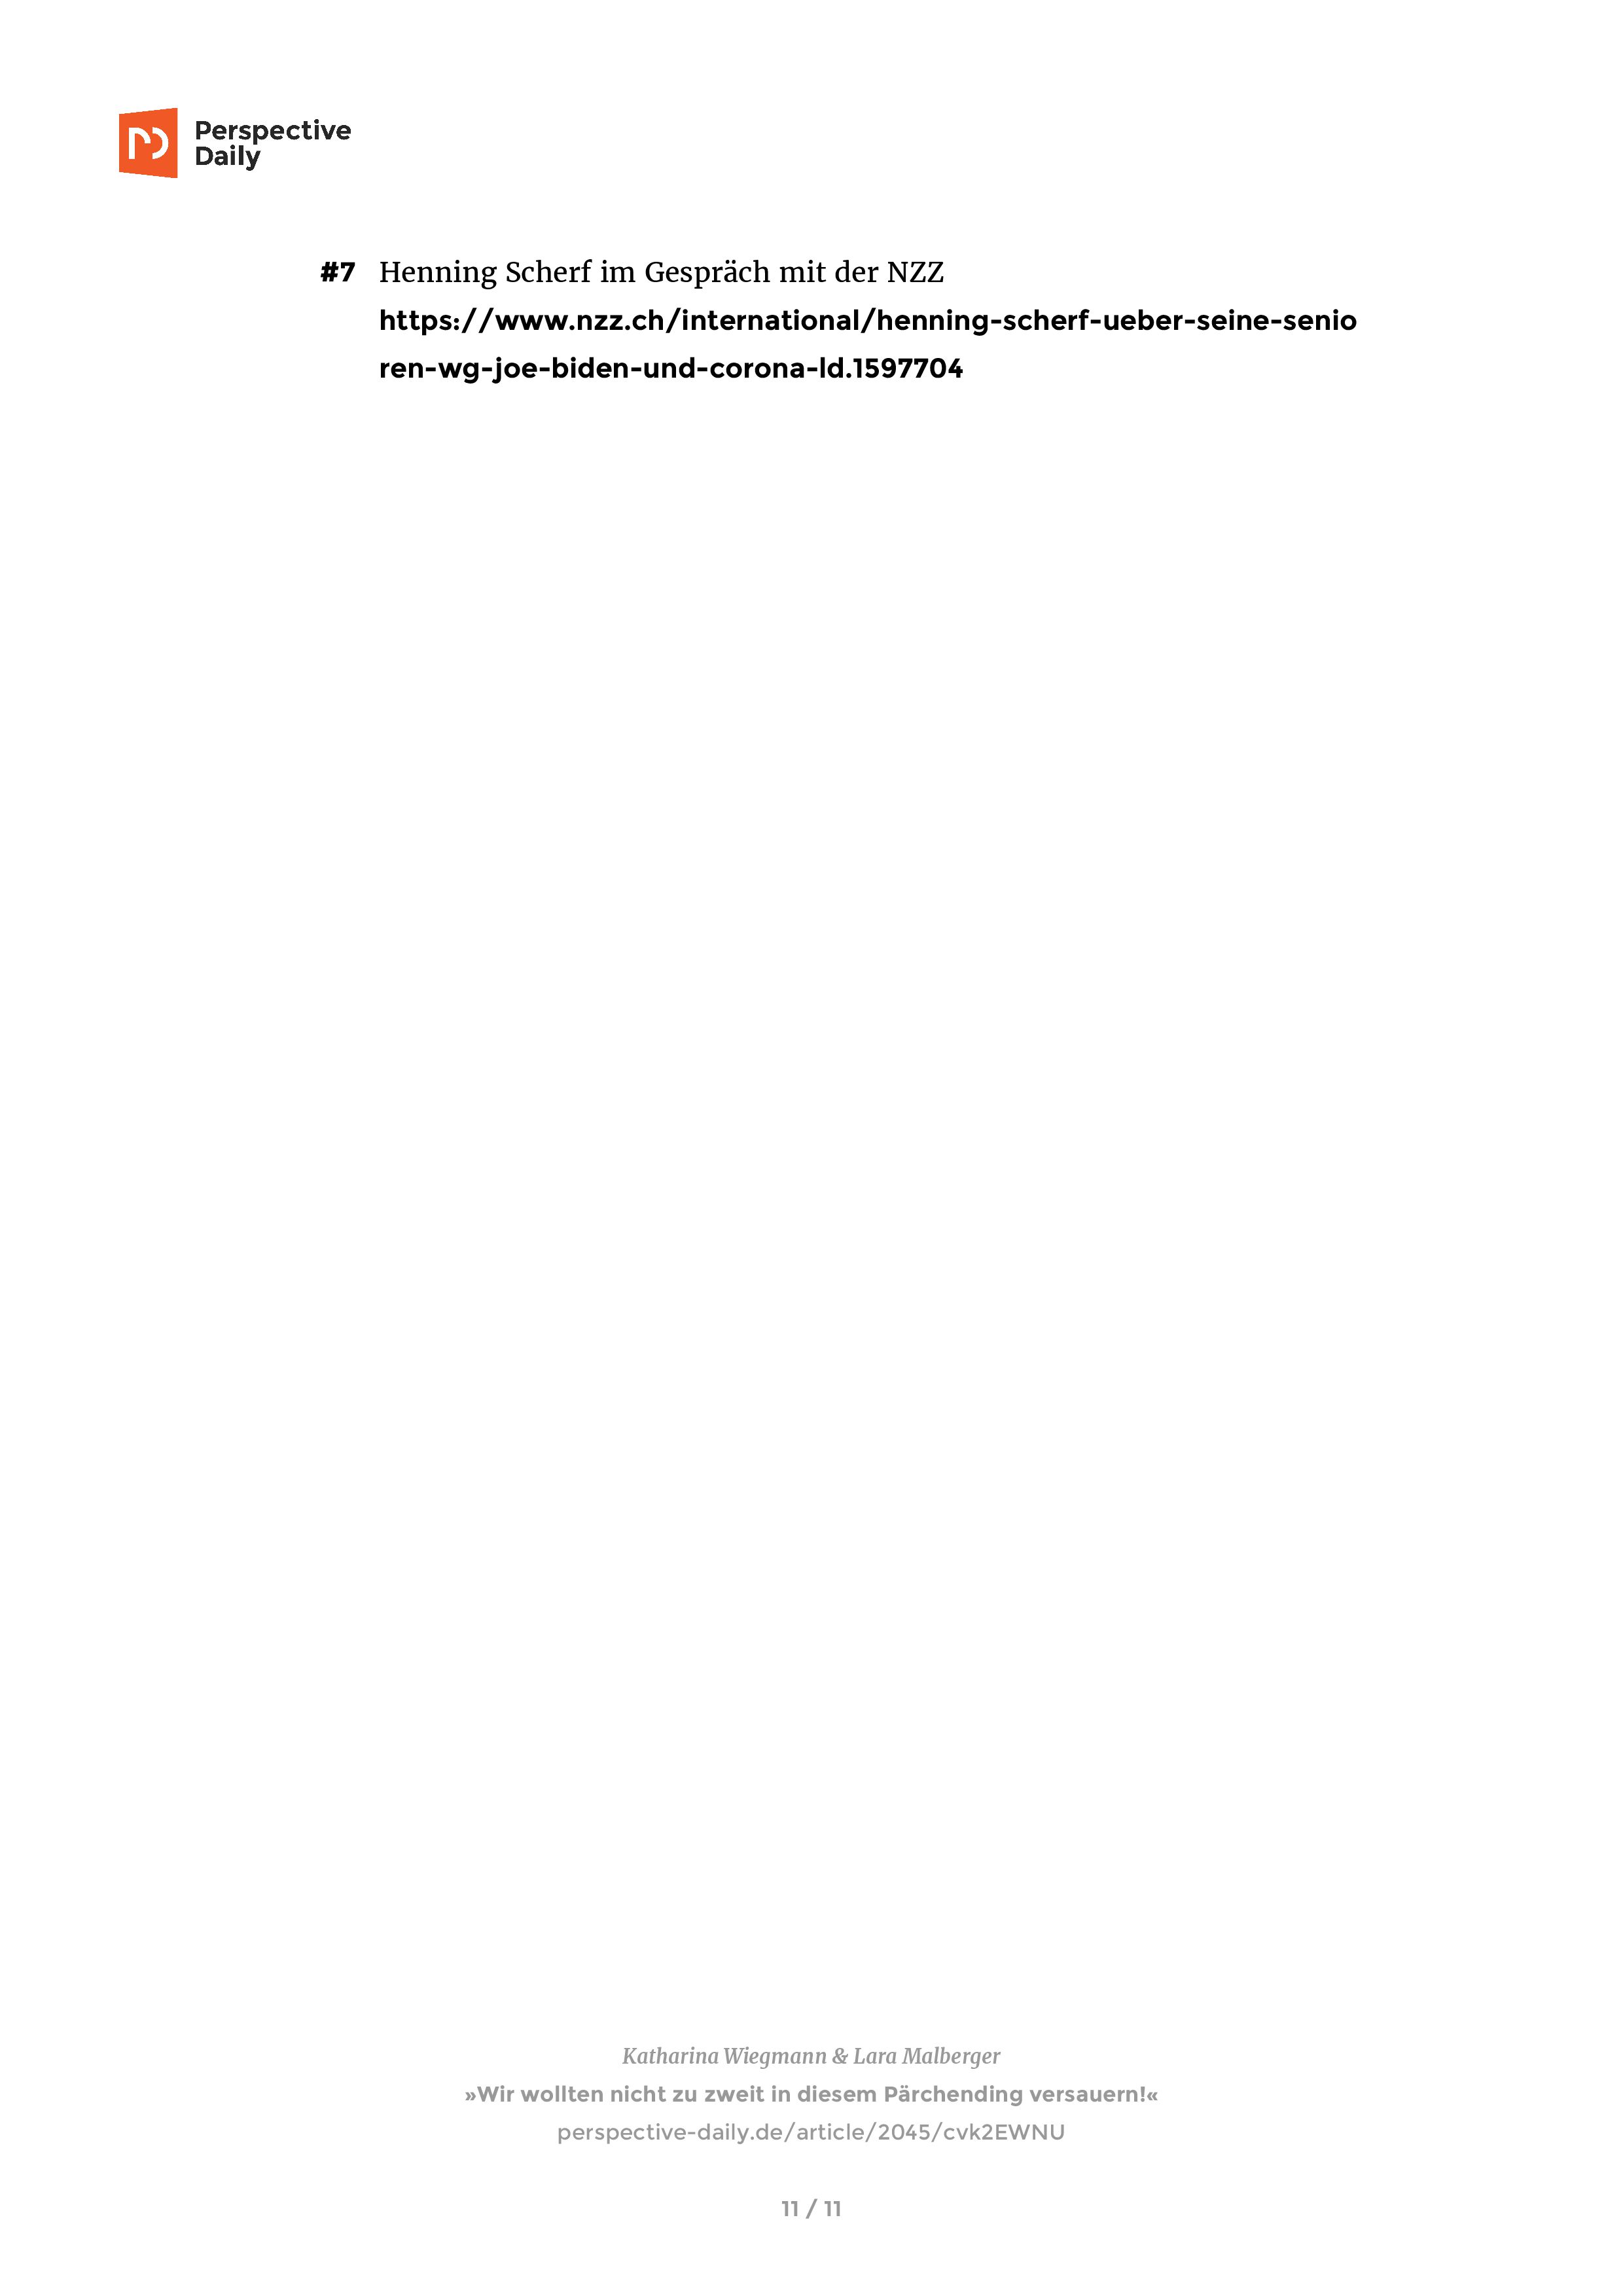 Perspective
Daily
#7 Henning Scherf im Gespräch mit der NZZ
https://www.nzz.ch/international/henning-scherf-ueber-seine-senio
ren-wg-joe-biden-und-corona-ld.1597704
Katharina Wiegmann & Lara Malberger
»Wir wollten nicht zu zweit in diesem Pärchending versauern!«
perspective-daily.de/article/2045/cvk2EWNU
11 / 11